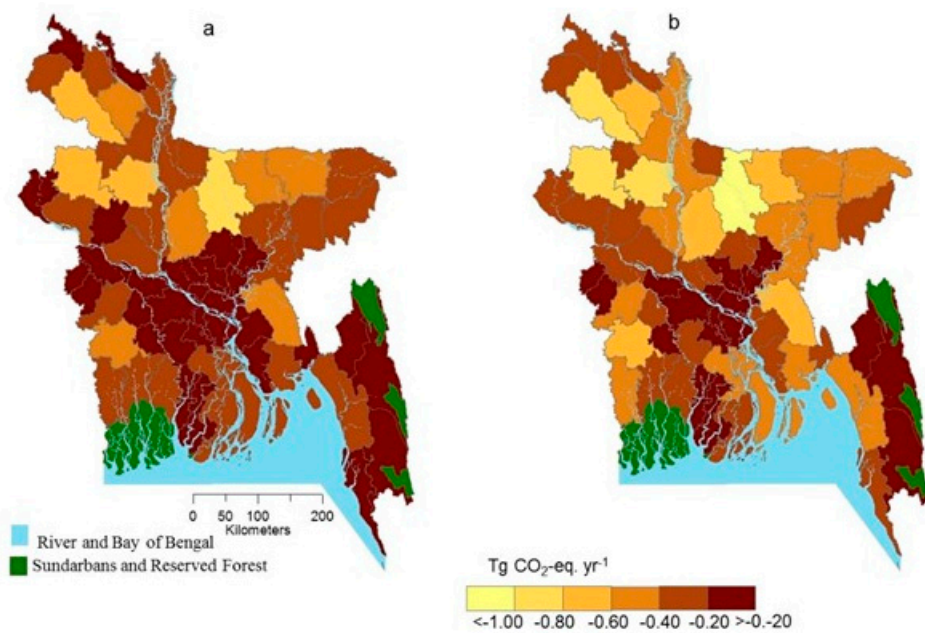 a
b
0 50 100 200
Kilometers
River and Bay of Bengal
Sundarbans and Reserved Forest
Tg CO₂-eq. yr⁻¹
<-1.00 -0.80 -0.60 -0.40 -0.20 >-0.-20